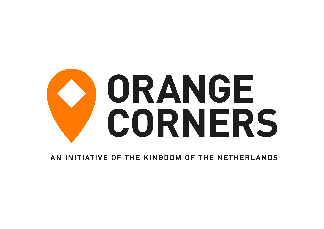 ORANGE
CORNERS
AN INITIATIVE OF THE KINGDOM OF THE NETHERLANDS